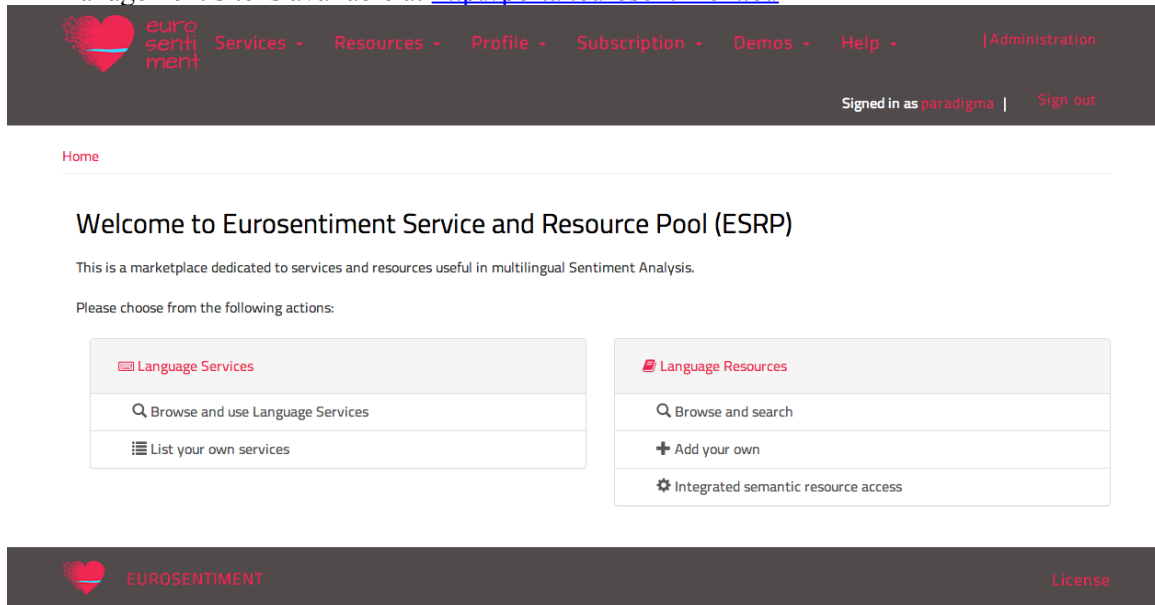 euro
senti
ment
Services Resources Profile Subscription Demos Help | Administration
Signed in as paradigma | Sign out
Home
Welcome to Eurosentiment Service and Resource Pool (ESRP)
This is a marketplace dedicated to services and resources useful in multilingual Sentiment Analysis.
Please choose from the following actions:
Language Services
Browse and use Language Services
List your own services
Language Resources
Browse and search
Add your own
Integrated semantic resource access
EUROSENTIMENT License